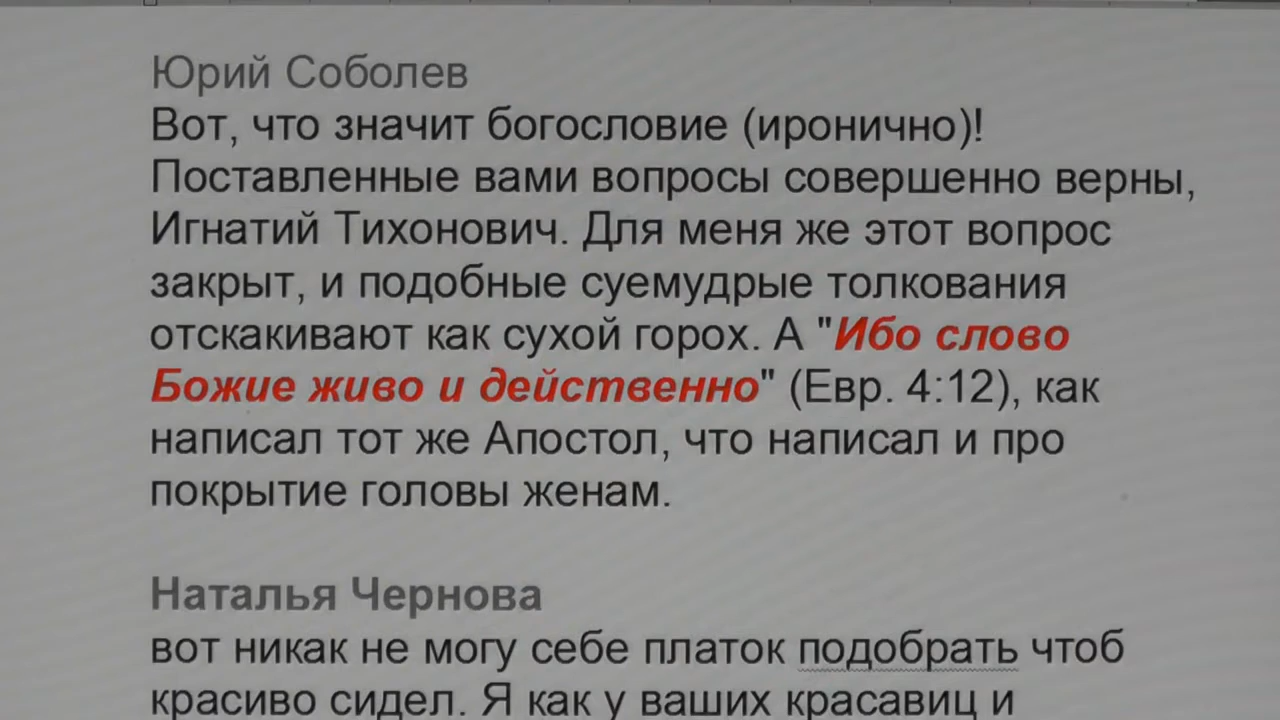 Юрий Соболев
Вот, что значит богословие (иронично)!
Поставленные вами вопросы совершенно верны,
Игнатий Тихонович. Для меня же этот вопрос
закрыт, и подобные суемудрые толкования
отскакивают как сухой горох. А "Ибо слово
Божие живо и действенно" (Евр. 4:12), как
написал тот же Апостол, что написал и про
покрытие головы женам.
Наталья Чернова
вот никак не могу себе платок подобрать чтоб
красиво сидел. Я как у ваших красавиц и